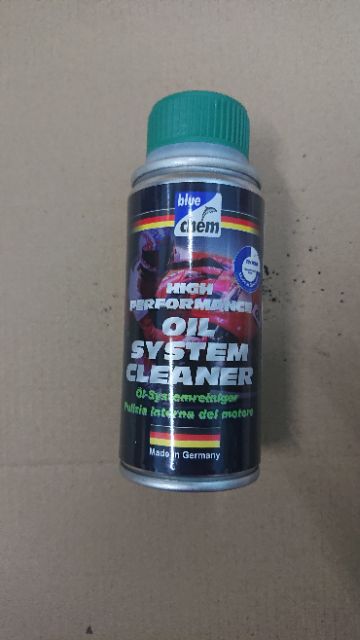 blue
chem
HIGH
PERFORMANCE
OIL
SYSTEM
CLEANER
Öl-Systemreiniger
Pulizia interna del motore
Made in Germany